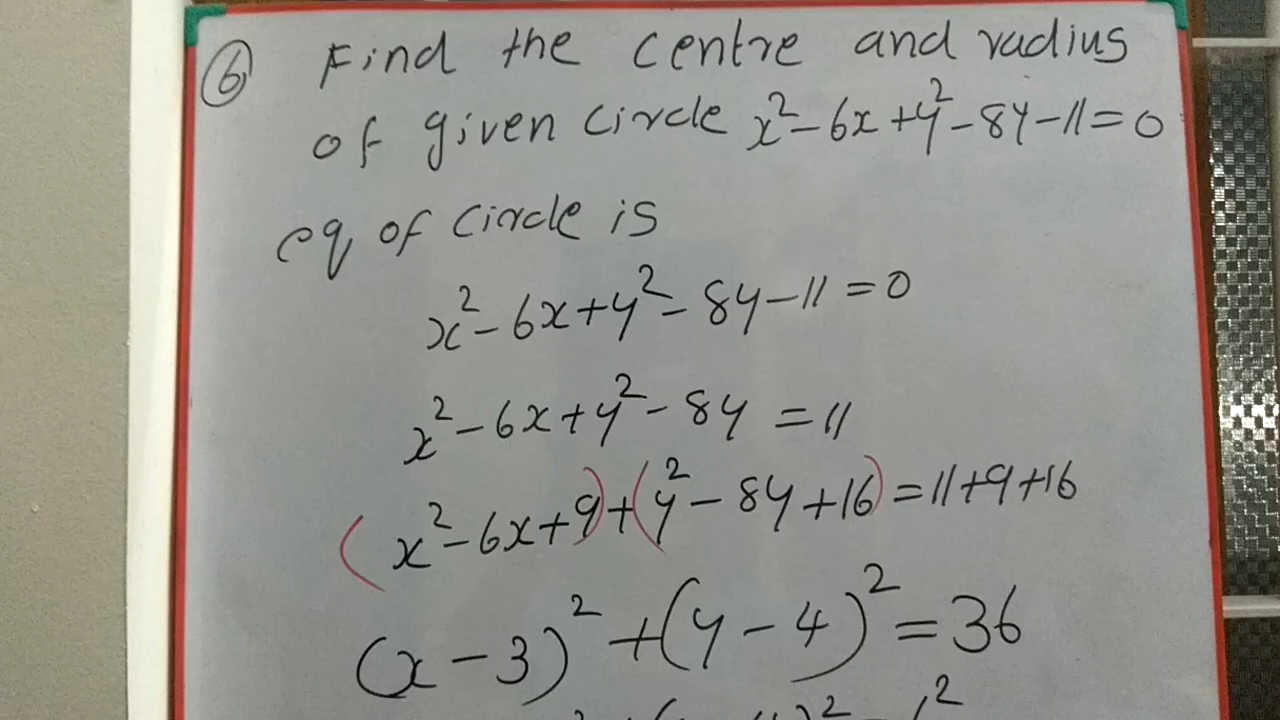 ⑥ Find the centre and radius
of given circle x²-6x+y²-8y-11=0
eq of circle is
x²-6x+y²-8y-11=0
x²-6x+y²-8y=11
(x²-6x+9)+(y²-8y+16)=11+9+16
(x-3)²+(y-4)²=36